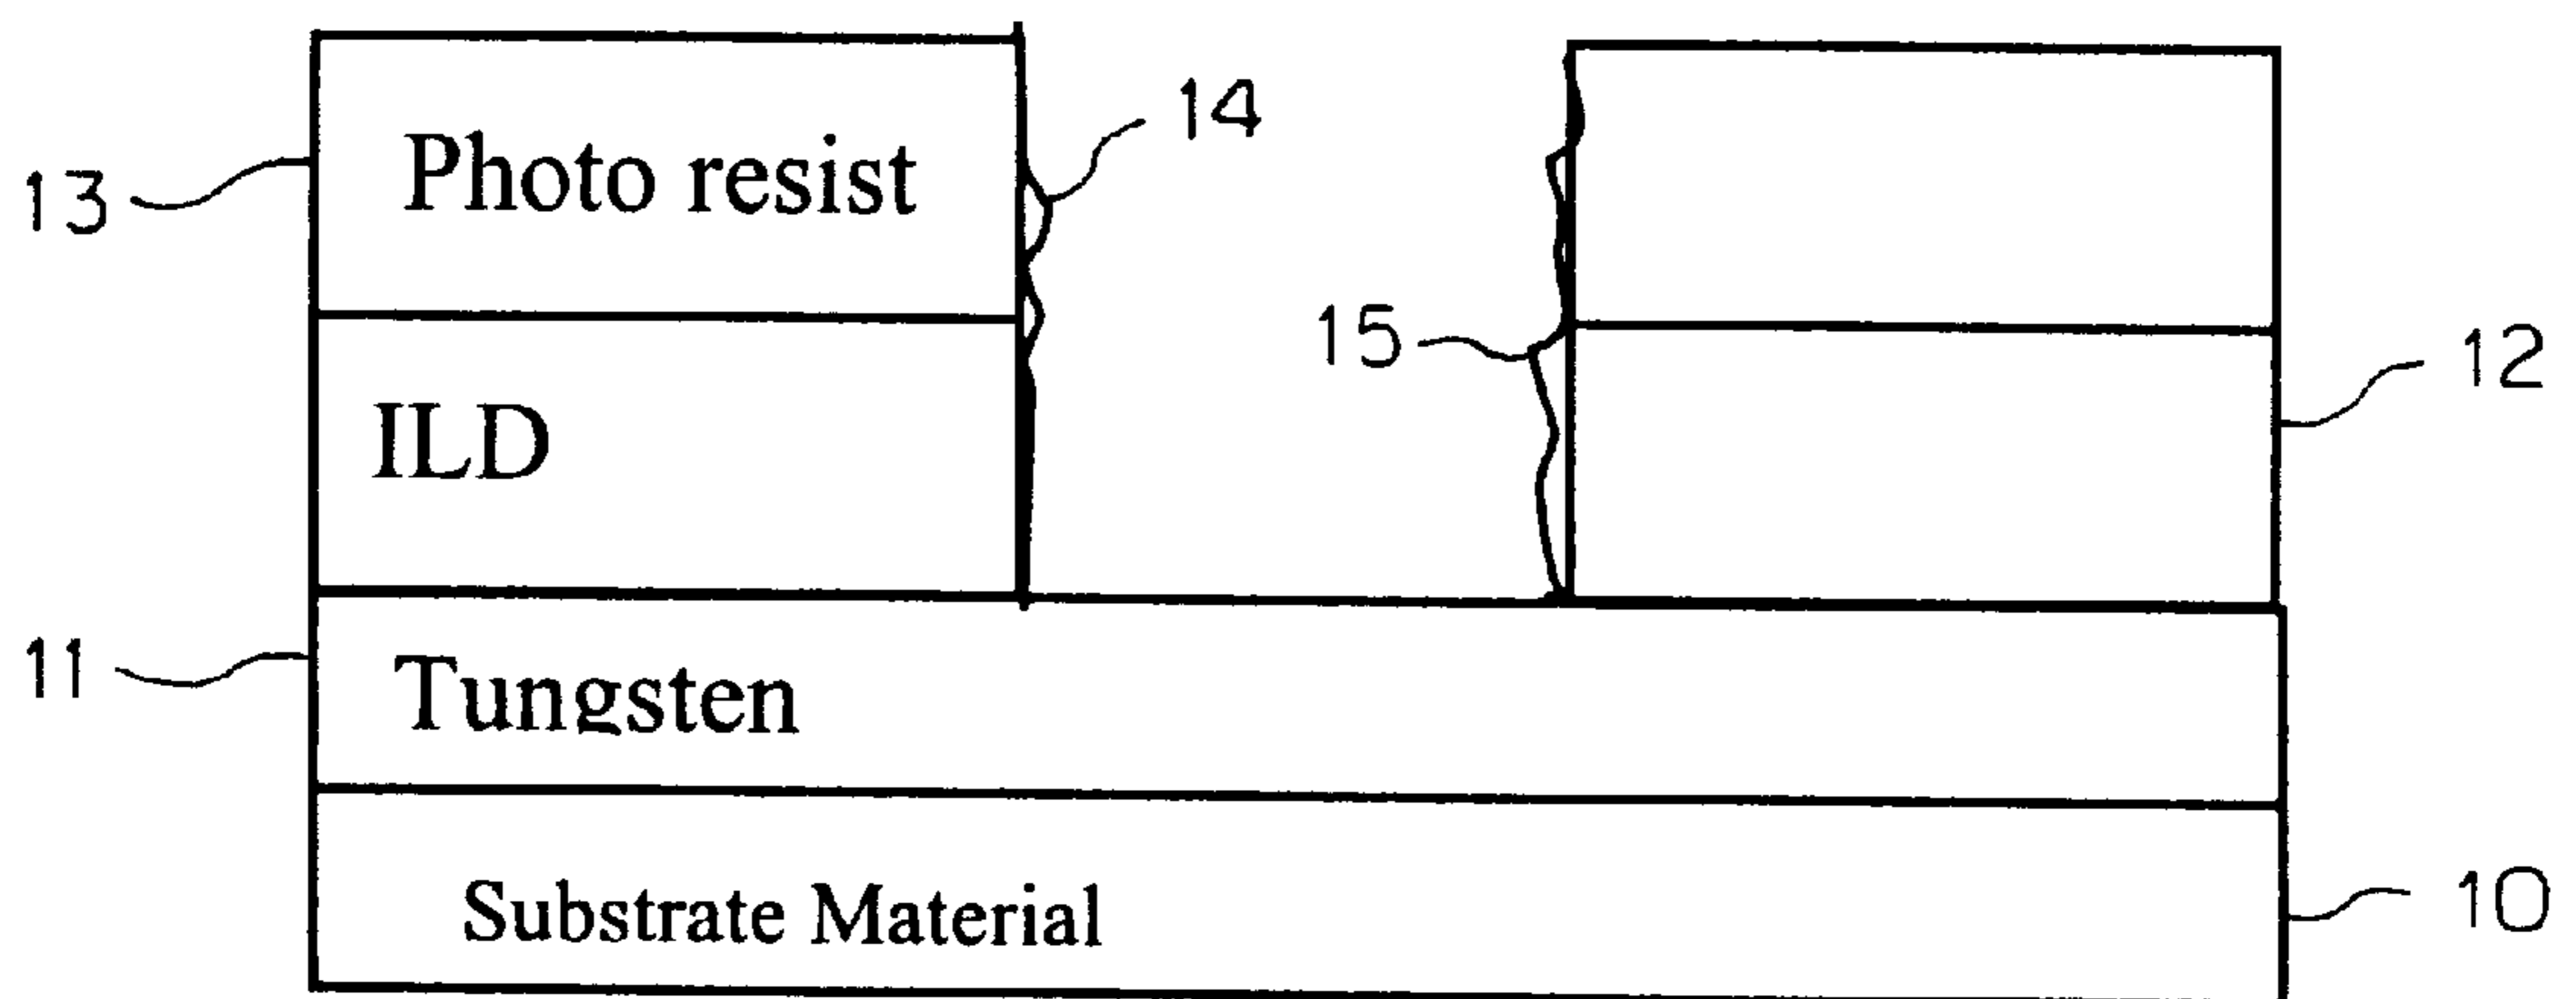 14
Photo resist
13
15
12
ILD
11
Tungsten
10
Substrate Material